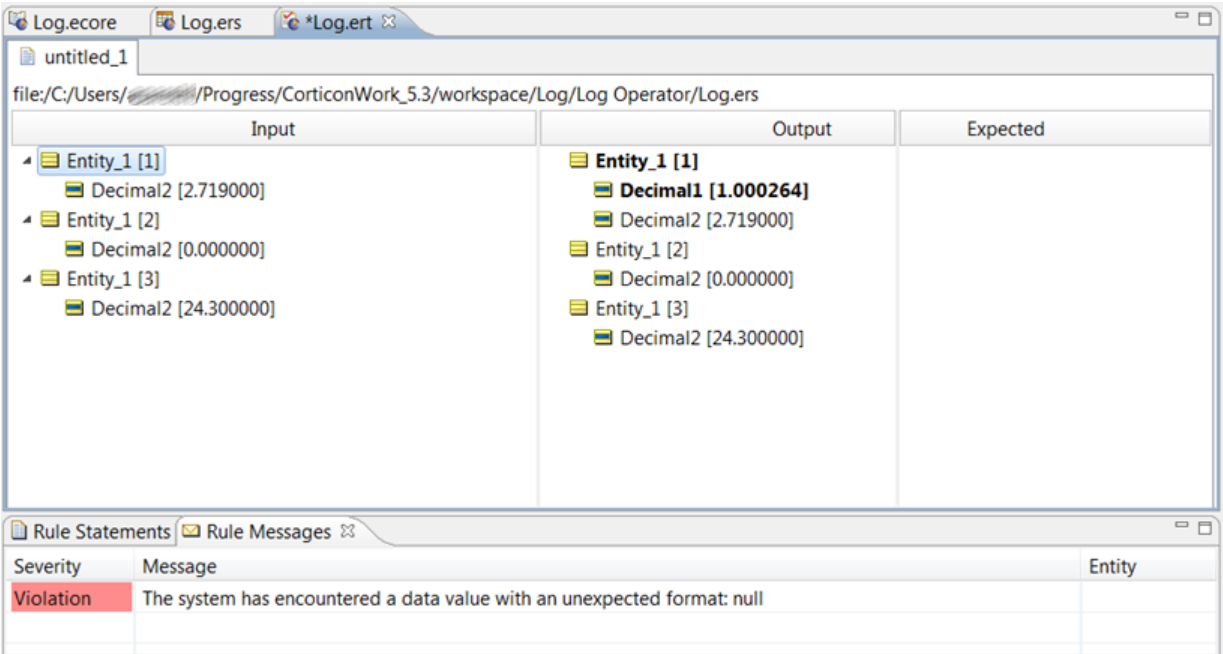 Log.ecore Log.ers *Log.ert
untitled_1
file:/C:/Users/ /Progress/CorticonWork_5.3/workspace/Log/Log Operator/Log.ers
Input Output Expected
Entity_1 [1] Entity_1 [1]
Decimal2 [2.719000] Decimal1 [1.000264]
Entity_1 [2] Decimal2 [2.719000]
Decimal2 [0.000000] Entity_1 [2]
Entity_1 [3] Decimal2 [0.000000]
Decimal2 [24.300000] Entity_1 [3]
Decimal2 [24.300000]
Rule Statements Rule Messages
Severity Message Entity
Violation The system has encountered a data value with an unexpected format: null